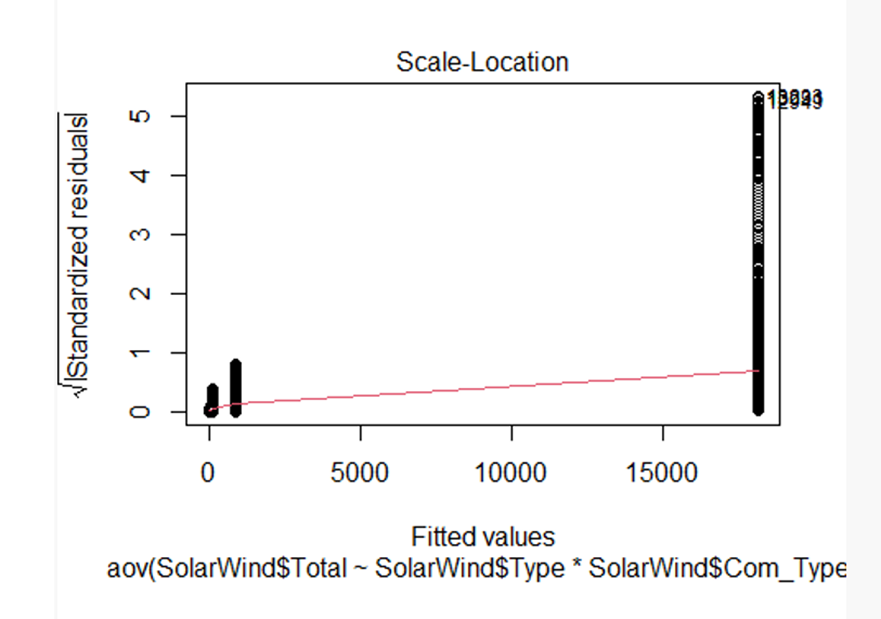 Scale-Location
√|Standardized residuals|
5
4
3
2
1
0
0 5000 10000 15000
Fitted values
aov(SolarWind$Total ~ SolarWind$Type * SolarWind$Com_Type